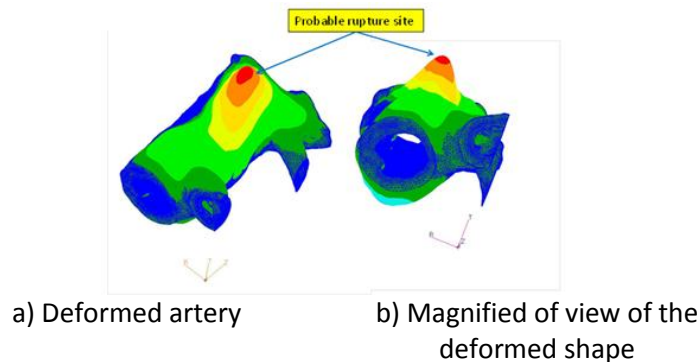 Probable rupture site
a) Deformed artery
b) Magnified of view of the
deformed shape